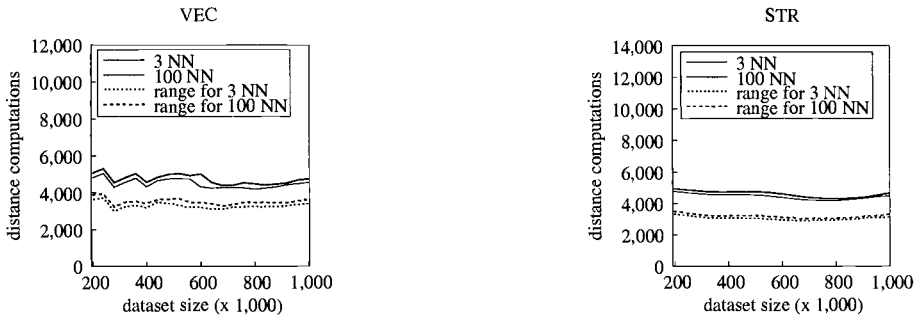 VEC
12,000
10,000
8,000
6,000
4,000
2,000
0
distance computations
3 NN
100 NN
range for 3 NN
range for 100 NN
200 400 600 800 1,000
dataset size (x 1,000)
STR
14,000
12,000
10,000
8,000
6,000
4,000
2,000
0
distance computations
3 NN
100 NN
range for 3 NN
range for 100 NN
200 400 600 800 1,000
dataset size (x 1,000)